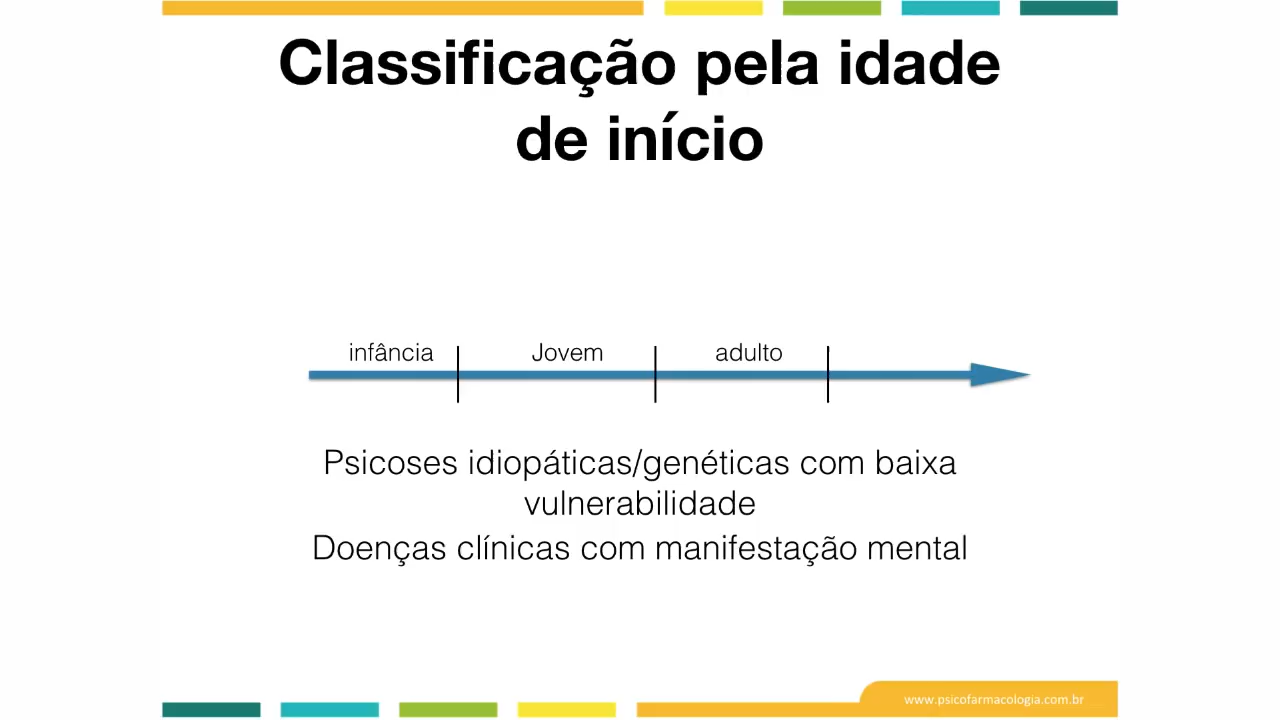 Classificação pela idade
de início
infância
Jovem
adulto
Psicoses idiopáticas/genéticas com baixa
vulnerabilidade
Doenças clínicas com manifestação mental
www.psicofarmacologia.com.br